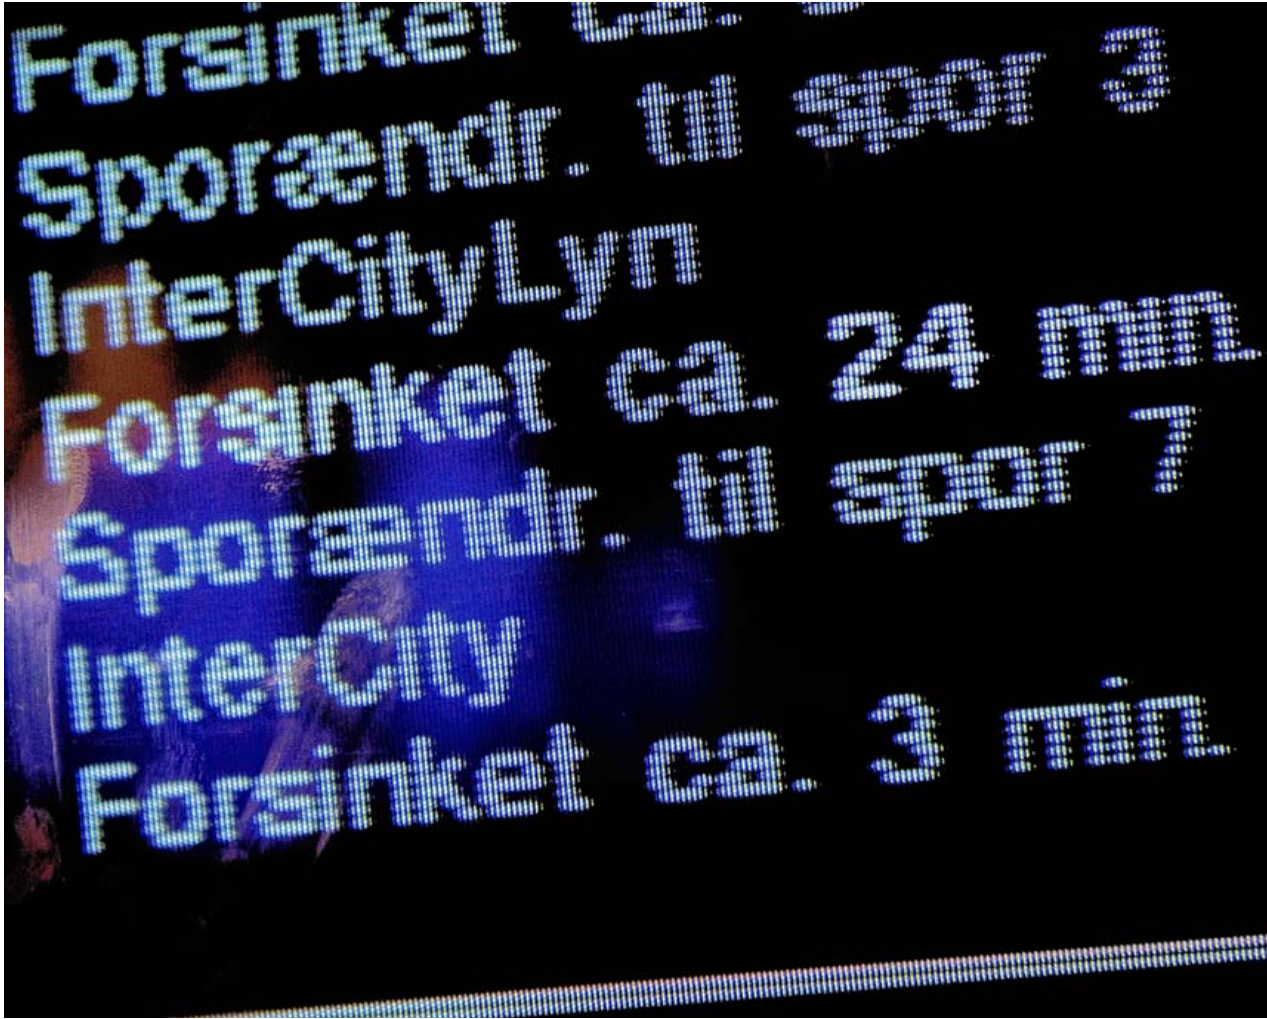 Forsinket ca.
Sporændr. til spor 3
InterCityLyn
Forsinket ca. 24 min.
Sporændr. til spor 7
InterCity
Forsinket ca. 3 min.